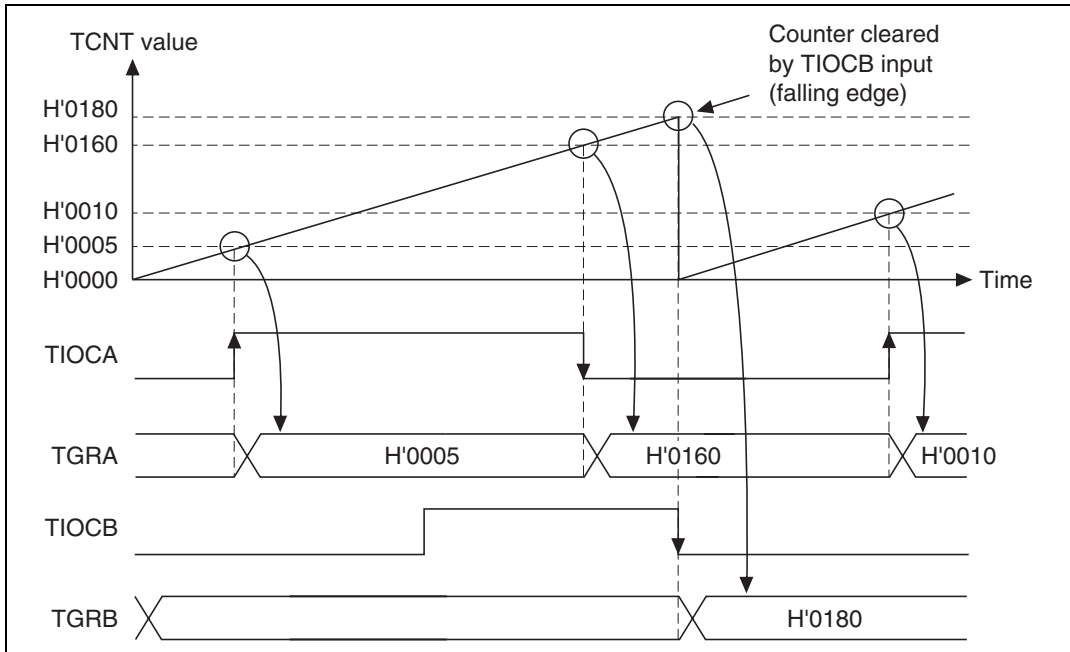 TCNT value
Counter cleared
by TIOCB input
(falling edge)
H'0180
H'0160
H'0010
H'0005
H'0000
Time
TIOCA
TGRA
H'0005
H'0160
H'0010
TIOCB
TGRB
H'0180